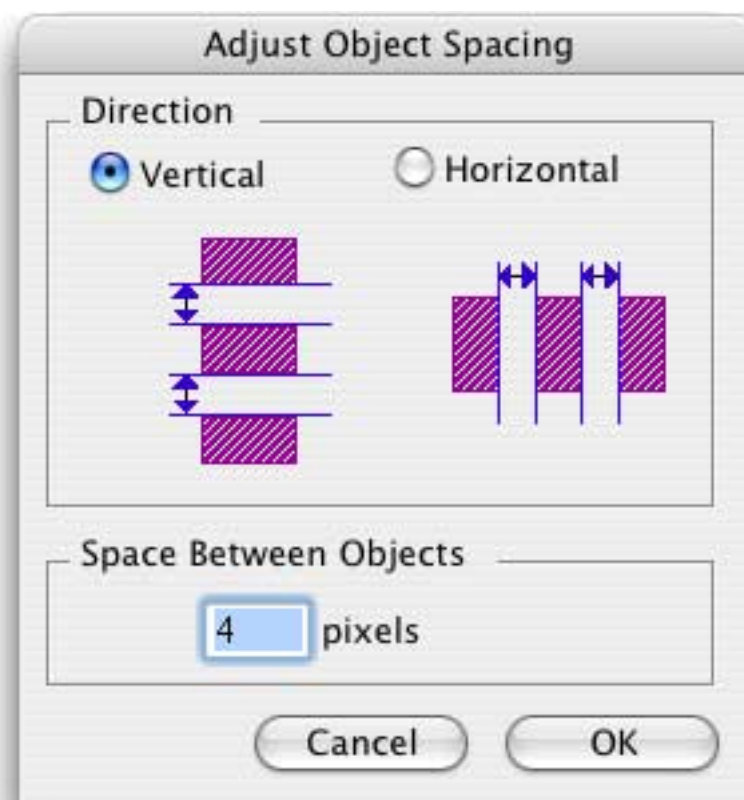 Adjust Object Spacing
Direction
Vertical Horizontal
Space Between Objects
4 pixels
Cancel OK